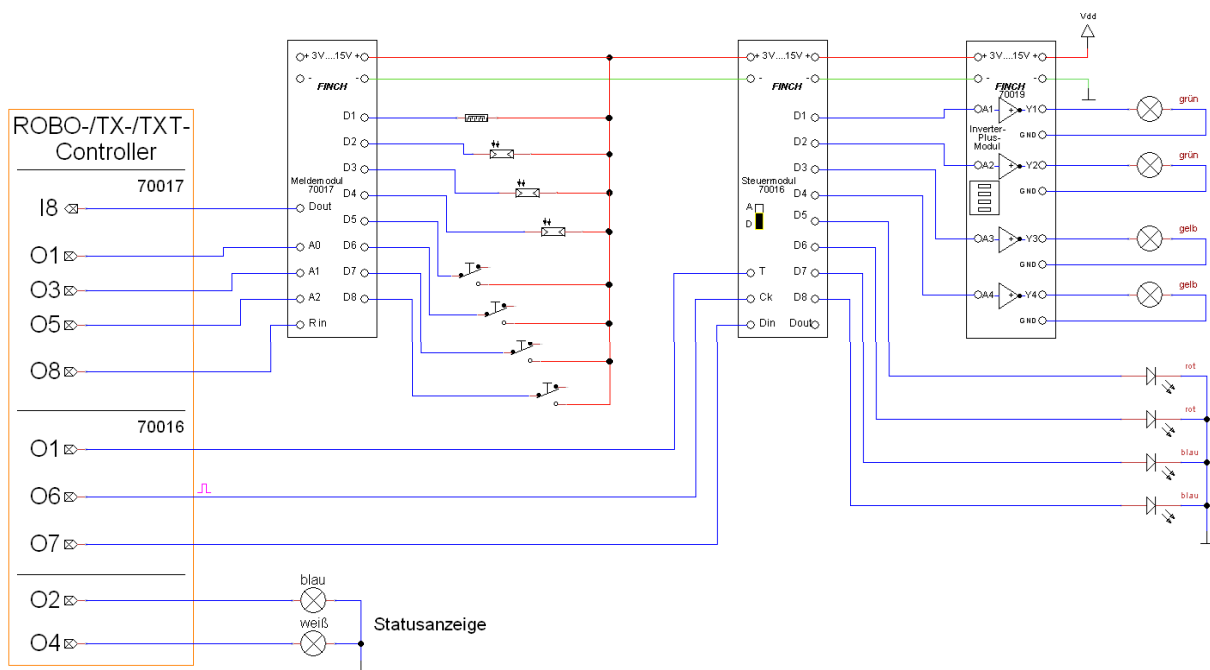 Vdd
+ 3V....15V +
- -
FINCH
D1
D2
D3
Meldemodul
70017
D4
Dout
D5
A0
D6
A1
D7
A2
D8
Rin
+ 3V....15V +
- -
FINCH
D1
D2
D3
Steuermodul
70016
D4
A
D
D5
D6
T
D7
Ck
D8
Din
Dout
+ 3V....15V +
- -
FINCH
70019
A1 + Y1
Inverter-
Plus-
Modul
GND
A2 + Y2
GND
A3 + Y3
GND
A4 + Y4
GND
grün
grün
gelb
gelb
rot
rot
blau
blau
ROBO-/TX-/TXT-
Controller
70017
I8
O1
O3
O5
O8
70016
O1
O6
O7
O2
O4
blau
weiß
Statusanzeige